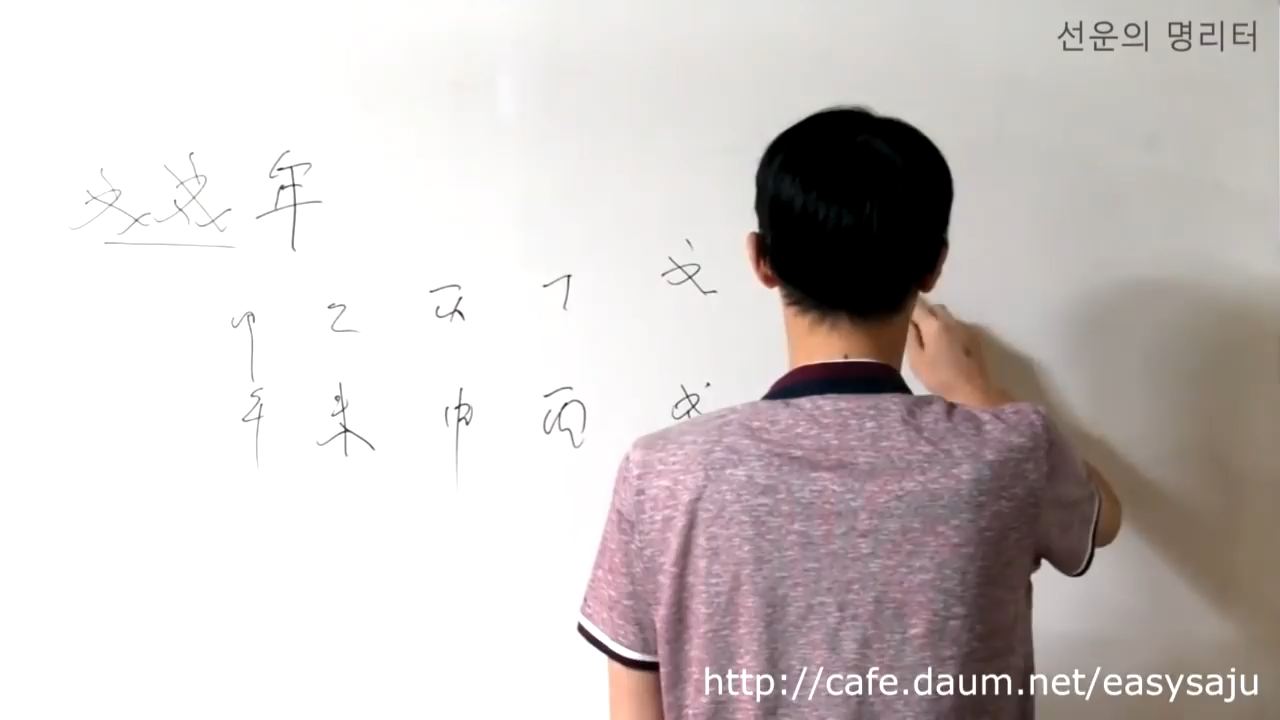 선운의 명리터
戊戌年
甲 乙 丙 丁 戊
午 未 申 酉 戌
http://cafe.daum.net/easysaju